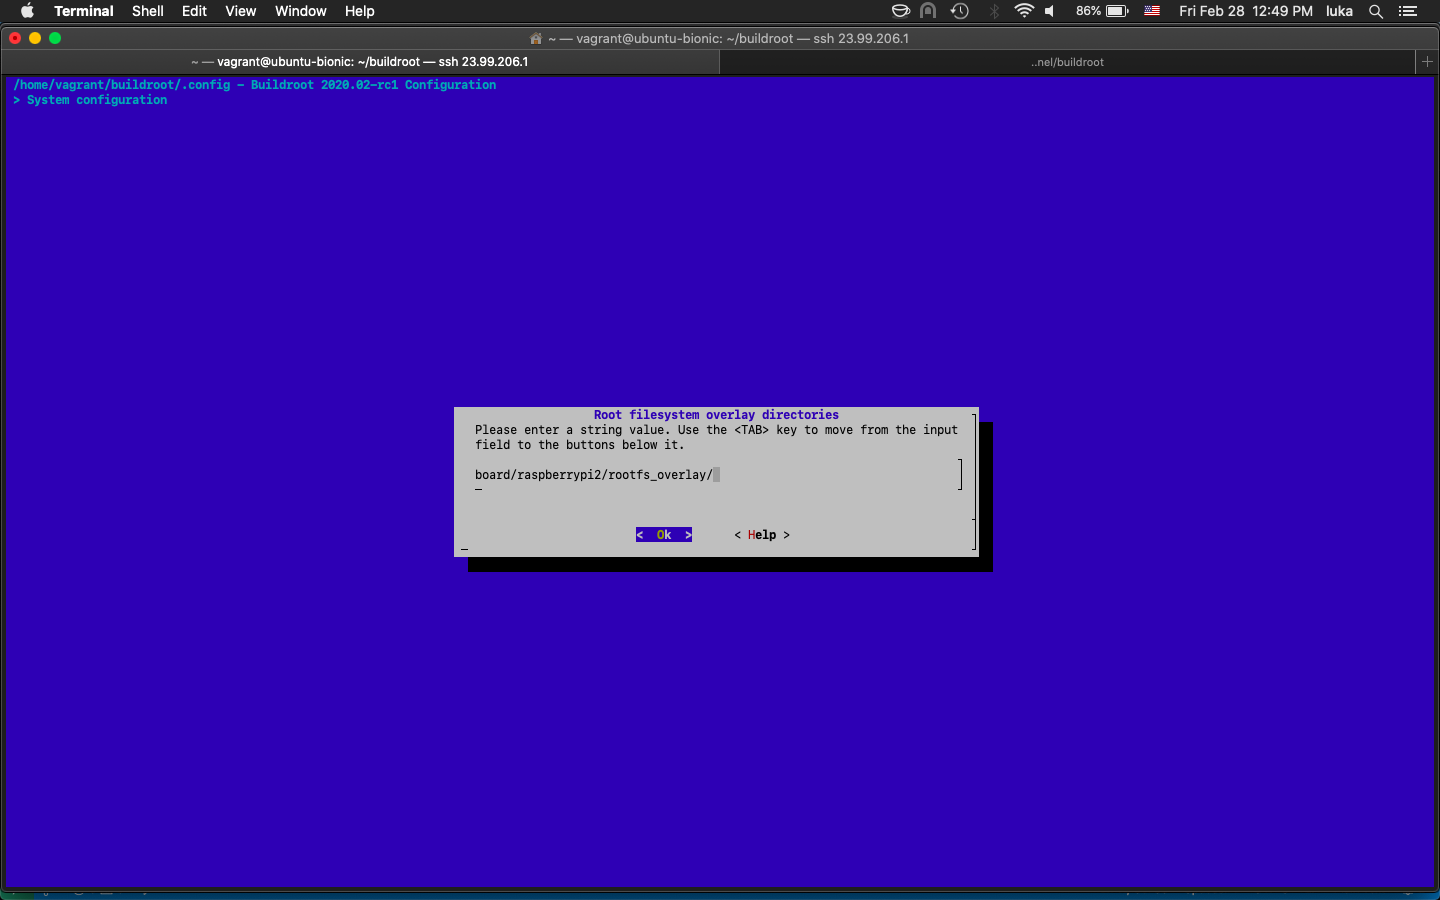 Terminal Shell Edit View Window Help 86% Fri Feb 28 12:49 PM luka
~ — vagrant@ubuntu-bionic: ~/buildroot — ssh 23.99.206.1
~ — vagrant@ubuntu-bionic: ~/buildroot — ssh 23.99.206.1 ..nel/buildroot
/home/vagrant/buildroot/.config - Buildroot 2020.02-rc1 Configuration
> System configuration
Root filesystem overlay directories
Please enter a string value. Use the <TAB> key to move from the input
field to the buttons below it.
board/raspberrypi2/rootfs_overlay/
< Ok > < Help >